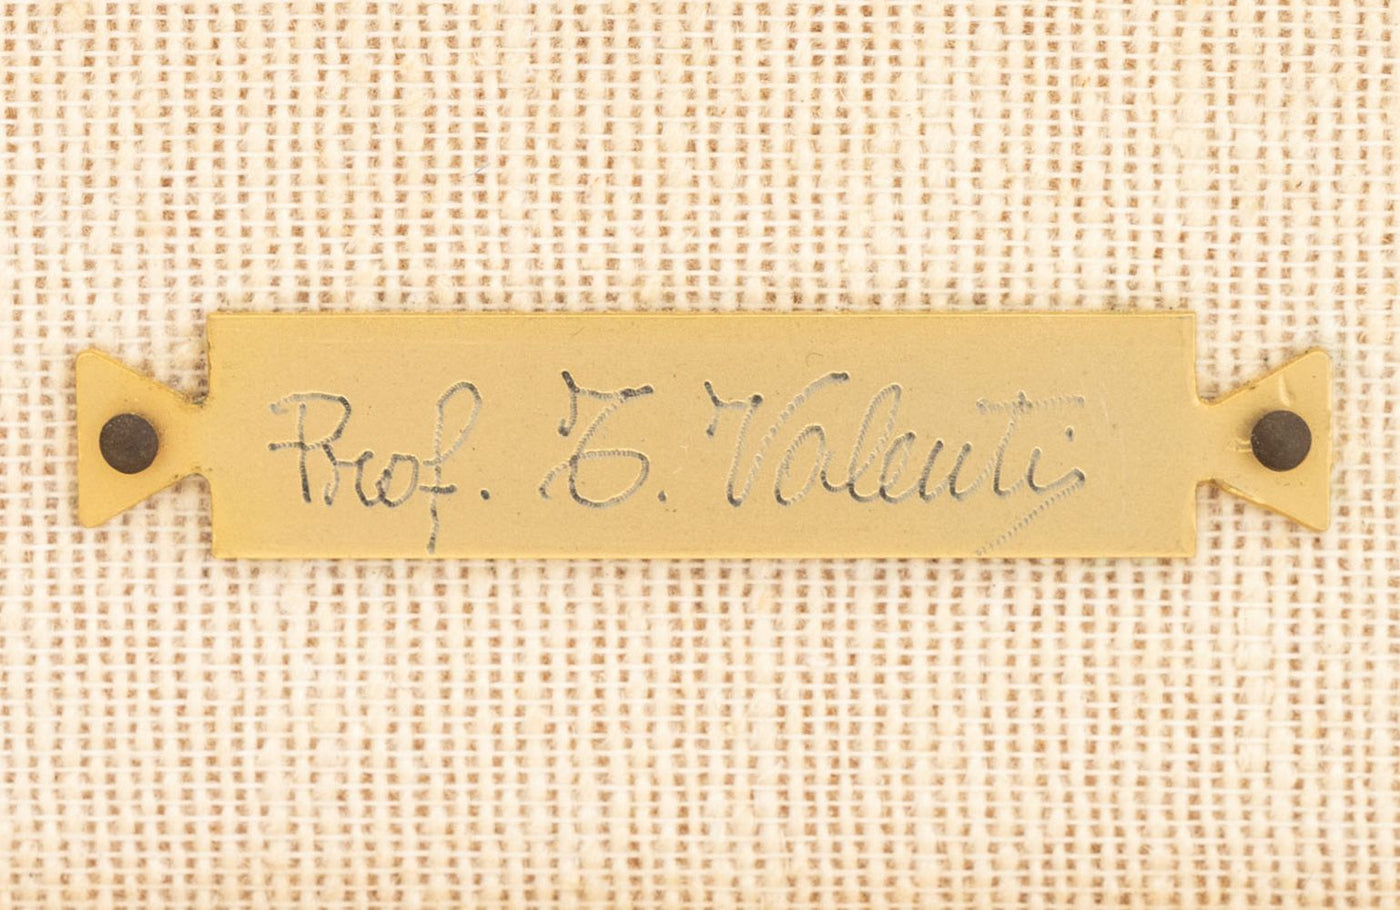 Prof. T. Valenti